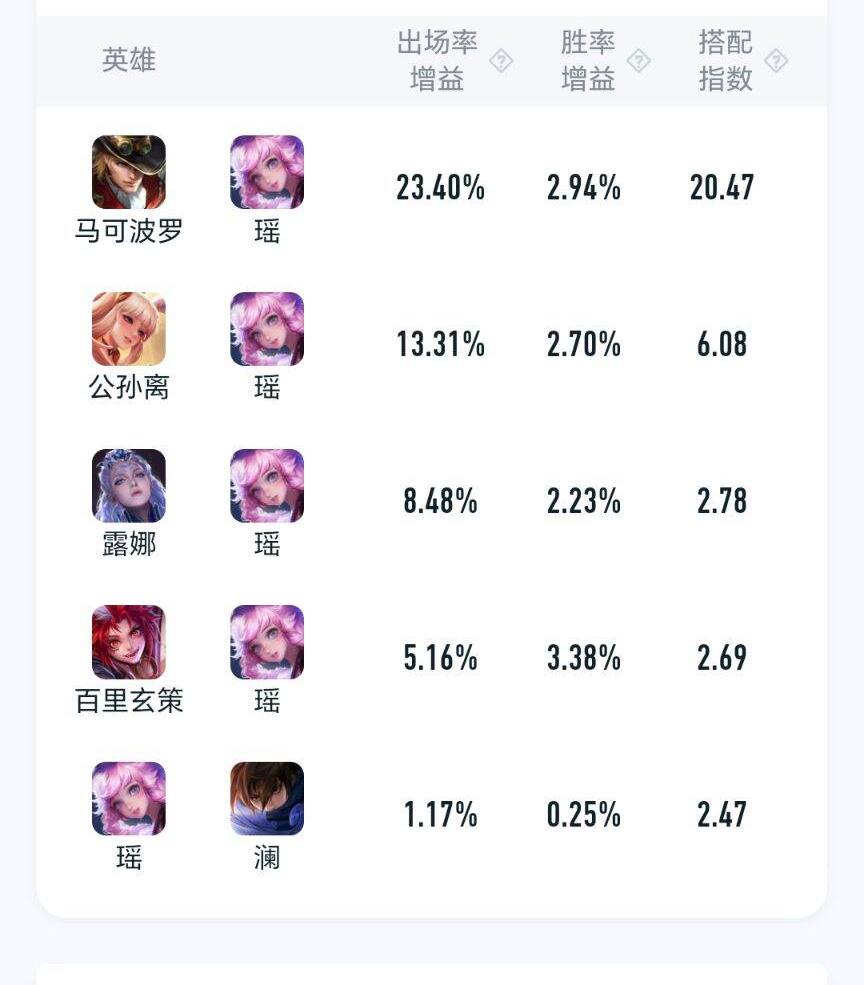 英雄 出场率增益 ? 胜率增益 ? 搭配指数 ?
马可波罗 瑶 23.40% 2.94% 20.47
公孙离 瑶 13.31% 2.70% 6.08
露娜 瑶 8.48% 2.23% 2.78
百里玄策 瑶 5.16% 3.38% 2.69
瑶 澜 1.17% 0.25% 2.47